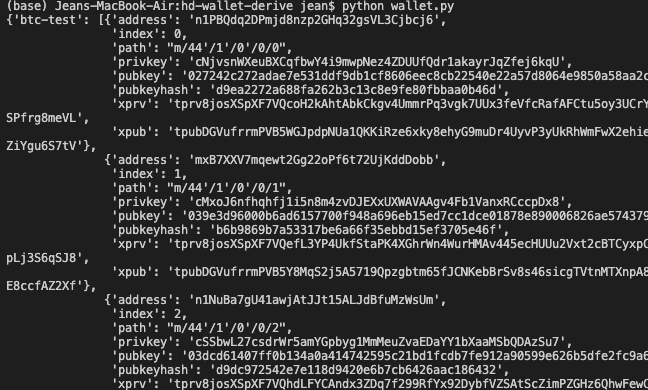 (base) Jeans-MacBook-Air:hd-wallet-derive jean$ python wallet.py
{'btc-test': [{'address': 'n1PBQdq2DPmjd8nzp2GHq32gsVL3Cjbcj6',
'index': 0,
'path': "m/44'/1'/0'/0/0",
'privkey': 'cNjvsnWXeuBXCqfbwY4i9mwpNez4ZDUUfQdr1akayrJqZfej6kqU',
'pubkey': '027242c272adae7e531ddf9db1cf8606eec8cb22540e22a57d8064e9850a58aa2c
'pubkeyhash': 'd9ea2272a688fa262b3c13c8e9fe80fbbaa0b46d',
'xprv': 'tprv8josXSpXF7VQcoH2kAhtAbkCkgv4UmmrPq3vgk7UUx3feVfcRafAFCtu5oy3UCrY
SPfrg8meVL',
'xpub': 'tpubDGVufrrmPVB5WGJpdpNUa1QKKiRze6xky8ehyG9muDr4UyvP3yUkRhWmFwX2ehie
ZiYgu6S7tV'},
{'address': 'mxB7XXV7mqewt2Gg22oPf6t72UjKddDobb',
'index': 1,
'path': "m/44'/1'/0'/0/1",
'privkey': 'cMxoJ6nfhqhfj1i5n8m4zvDJEXxUXWAVAAgv4Fb1VanxRCccpDx8',
'pubkey': '039e3d96000b6ad6157700f948a696eb15ed7cc1dce01878e890006826ae574379
'pubkeyhash': 'b6b9869b7a53317be6a66f35ebbd15ef3705e46f',
'xprv': 'tprv8josXSpXF7VQefL3YP4UkfStaPK4XGhrWn4WurHMAv445ecHUUu2Vxt2cBTCyxpC
pLj3S6qSJ8',
'xpub': 'tpubDGVufrrmPVB5Y8MqS2j5A5719Qpzgbtm65fJCNKebBrSv8s46sicgTVtnMTXnpA8
E8ccfAZ2Xf'},
{'address': 'n1NuBa7gU41awjAtJJt15ALJdBfuMzWsUm',
'index': 2,
'path': "m/44'/1'/0'/0/2",
'privkey': 'cSSbwL27csdrWr5amYGpbyg1MmMeuZvaEDaYY1bXaaMSbQDAzSu7',
'pubkey': '03dcd61407ff0b134a0a414742595c21bd1fcdb7fe912a90599e626b5dfe2fc9a6
'pubkeyhash': 'd9dc972542e7e118d9420e6b7cb6426aac186432',
'xprv': 'tprv8josXSpXF7VQhdLFYCAndx3ZDq7f299RfYx92DybfVZSAtScZimPZGHz6QhwFewC